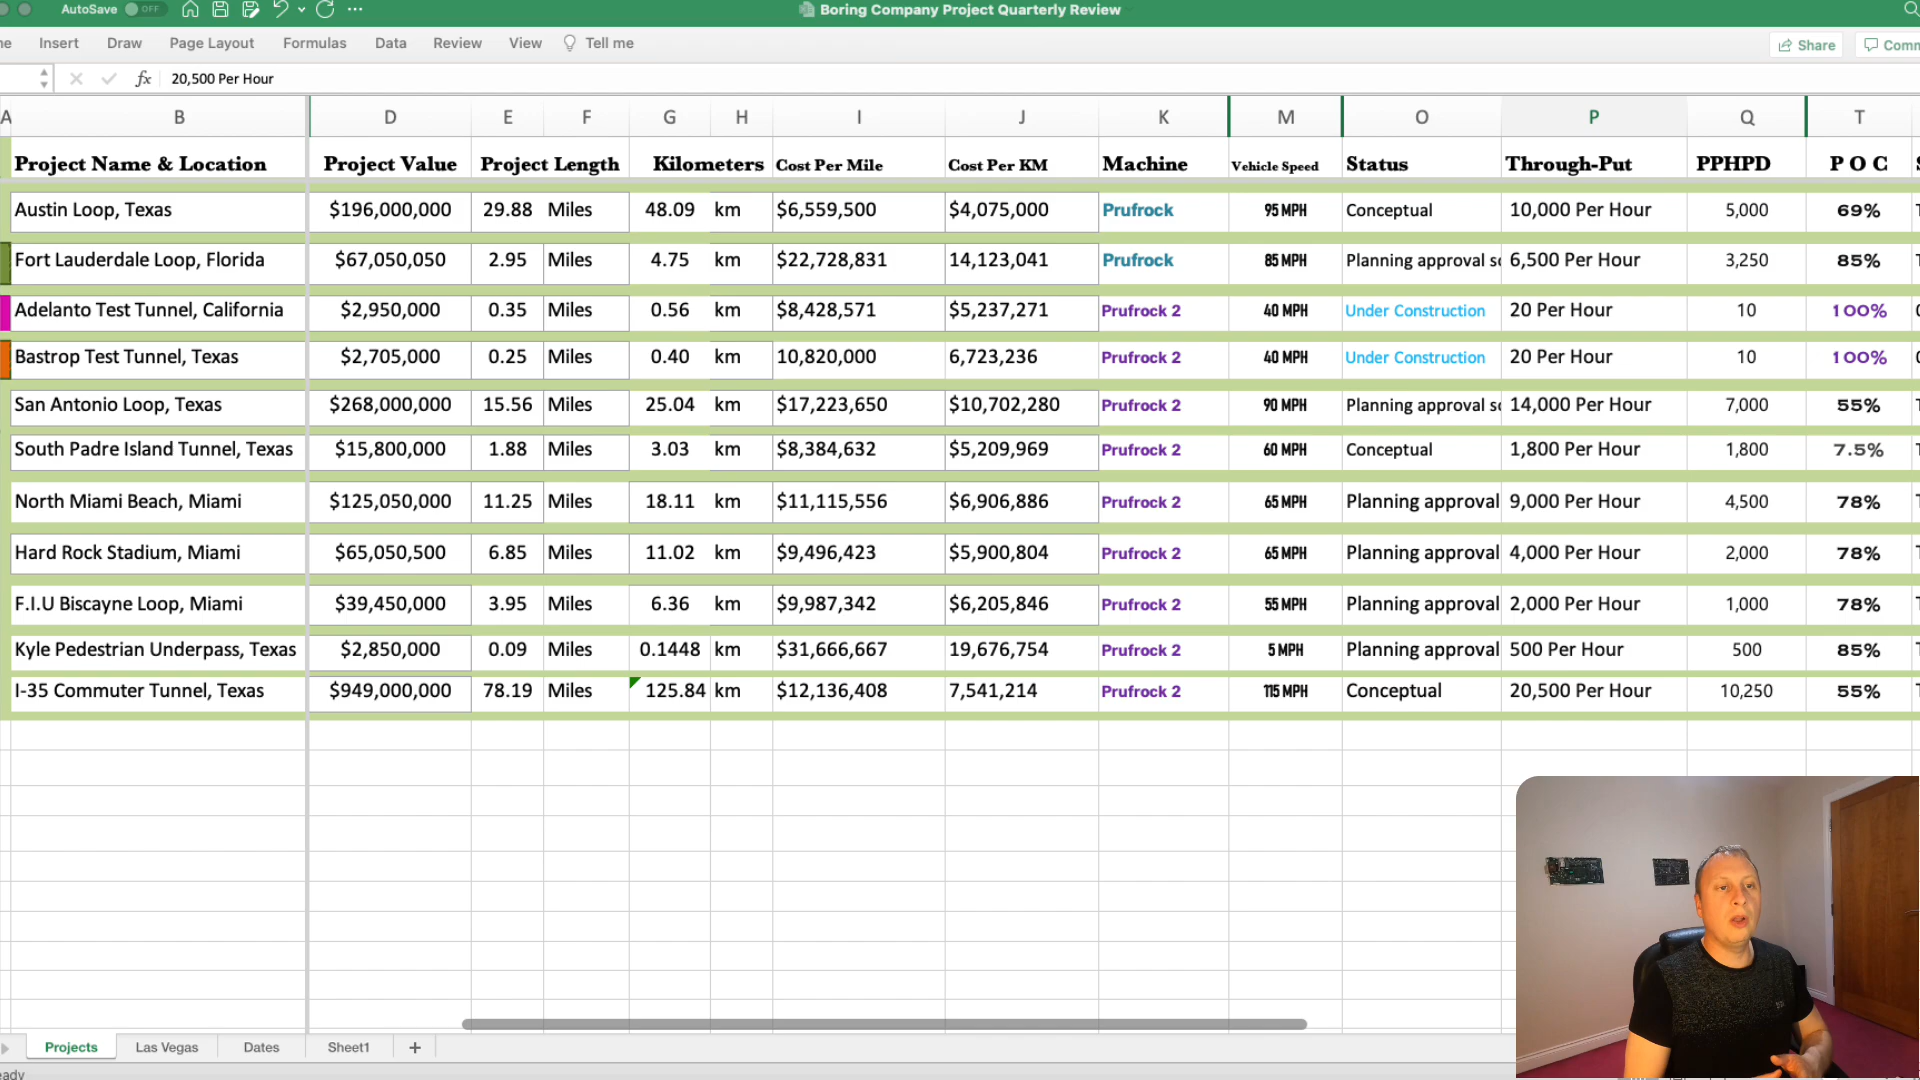 AutoSave OFF
Boring Company Project Quarterly Review
Insert Draw Page Layout Formulas Data Review View Tell me Share
fx 20,500 Per Hour
A B D E F G H I J K M O P Q T
Project Name & Location Project Value Project Length Kilometers Cost Per Mile Cost Per KM Machine Vehicle Speed Status Through-Put PPHPD P O C
Austin Loop, Texas $196,000,000 29.88 Miles 48.09 km $6,559,500 $4,075,000 Prufrock 95 MPH Conceptual 10,000 Per Hour 5,000 69%
Fort Lauderdale Loop, Florida $67,050,050 2.95 Miles 4.75 km $22,728,831 14,123,041 Prufrock 85 MPH Planning approval 6,500 Per Hour 3,250 85%
Adelanto Test Tunnel, California $2,950,000 0.35 Miles 0.56 km $8,428,571 $5,237,271 Prufrock 2 40 MPH Under Construction 20 Per Hour 10 100%
Bastrop Test Tunnel, Texas $2,705,000 0.25 Miles 0.40 km 10,820,000 6,723,236 Prufrock 2 40 MPH Under Construction 20 Per Hour 10 100%
San Antonio Loop, Texas $268,000,000 15.56 Miles 25.04 km $17,223,650 $10,702,280 Prufrock 2 90 MPH Planning approval 14,000 Per Hour 7,000 55%
South Padre Island Tunnel, Texas $15,800,000 1.88 Miles 3.03 km $8,384,632 $5,209,969 Prufrock 2 60 MPH Conceptual 1,800 Per Hour 1,800 7.5%
North Miami Beach, Miami $125,050,000 11.25 Miles 18.11 km $11,115,556 $6,906,886 Prufrock 2 65 MPH Planning approval 9,000 Per Hour 4,500 78%
Hard Rock Stadium, Miami $65,050,500 6.85 Miles 11.02 km $9,496,423 $5,900,804 Prufrock 2 65 MPH Planning approval 4,000 Per Hour 2,000 78%
F.I.U Biscayne Loop, Miami $39,450,000 3.95 Miles 6.36 km $9,987,342 $6,205,846 Prufrock 2 55 MPH Planning approval 2,000 Per Hour 1,000 78%
Kyle Pedestrian Underpass, Texas $2,850,000 0.09 Miles 0.1448 km $31,666,667 19,676,754 Prufrock 2 5 MPH Planning approval 500 Per Hour 500 85%
I-35 Commuter Tunnel, Texas $949,000,000 78.19 Miles 125.84 km $12,136,408 7,541,214 Prufrock 2 115 MPH Conceptual 20,500 Per Hour 10,250 55%
Projects Las Vegas Dates Sheet1 +